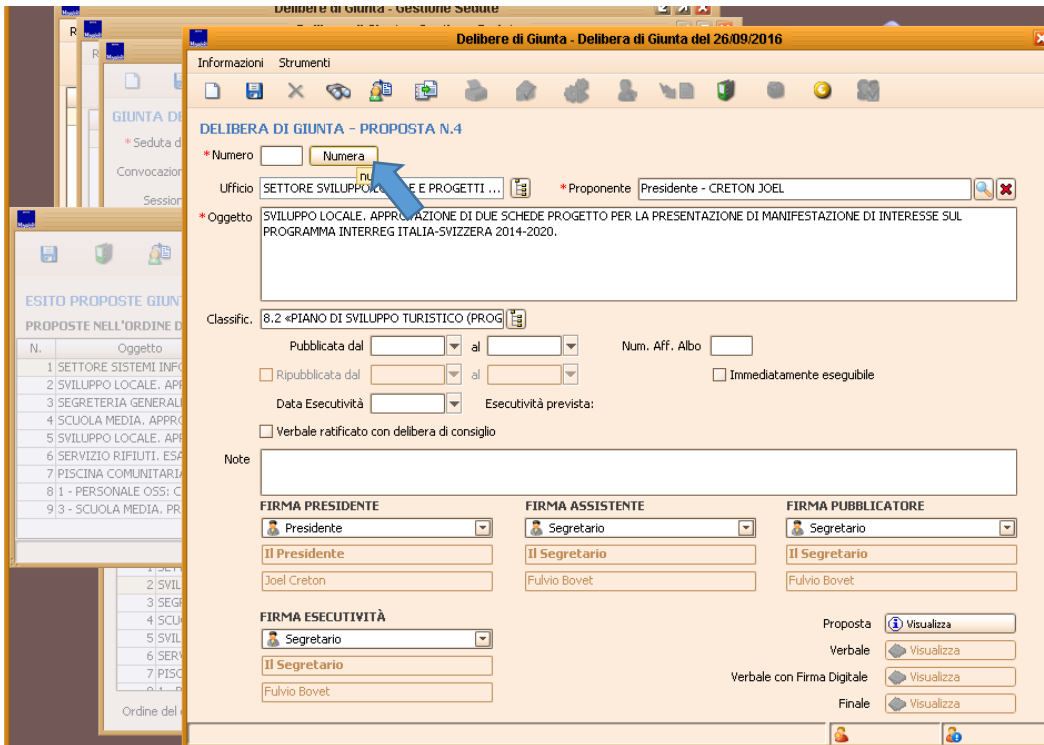 Delibere di Giunta - Gestione Sedute
Delibere di Giunta - Delibera di Giunta del 26/09/2016
Informazioni Strumenti
DELIBERA DI GIUNTA - PROPOSTA N.4
* Numero Numera
Ufficio SETTORE SVILUPPO E PROGETTI ... * Proponente Presidente - CRETON JOEL
* Oggetto SVILUPPO LOCALE. APPROVAZIONE DI DUE SCHEDE PROGETTO PER LA PRESENTAZIONE DI MANIFESTAZIONE DI INTERESSE SUL
PROGRAMMA INTERREG ITALIA-SVIZZERA 2014-2020.
Classific. 8.2 «PIANO DI SVILUPPO TURISTICO (PROG
Pubblicata dal al Num. Aff. Albo
Ripubblicata dal al Immediatamente eseguibile
Data Esecutività Esecutività prevista:
Verbale ratificato con delibera di consiglio
Note
FIRMA PRESIDENTE FIRMA ASSISTENTE FIRMA PUBBLICATORE
Presidente Segretario Segretario
Il Presidente Il Segretario Il Segretario
Joel Creton Fulvio Bovet Fulvio Bovet
FIRMA ESECUTIVITÀ
Segretario
Il Segretario
Fulvio Bovet
Proposta Visualizza
Verbale Visualizza
Verbale con Firma Digitale Visualizza
Finale Visualizza
GIUNTA DE
* Seduta d
Convocazion
Session
ESITO PROPOSTE GIUN
PROPOSTE NELL'ORDINE D
N. Oggetto
1 SETTORE SISTEMI INFO
2 SVILUPPO LOCALE. APP
3 SEGRETERIA GENERALE
4 SCUOLA MEDIA. APPRO
5 SVILUPPO LOCALE. APP
6 SERVIZIO RIFIUTI. ESA
7 PISCINA COMUNITARIA
8 1 - PERSONALE OSS: C
9 3 - SCUOLA MEDIA. PR
2 SVIL
3 SEGR
4 SCUO
5 SVIL
6 SERV
7 PISC
Ordine del